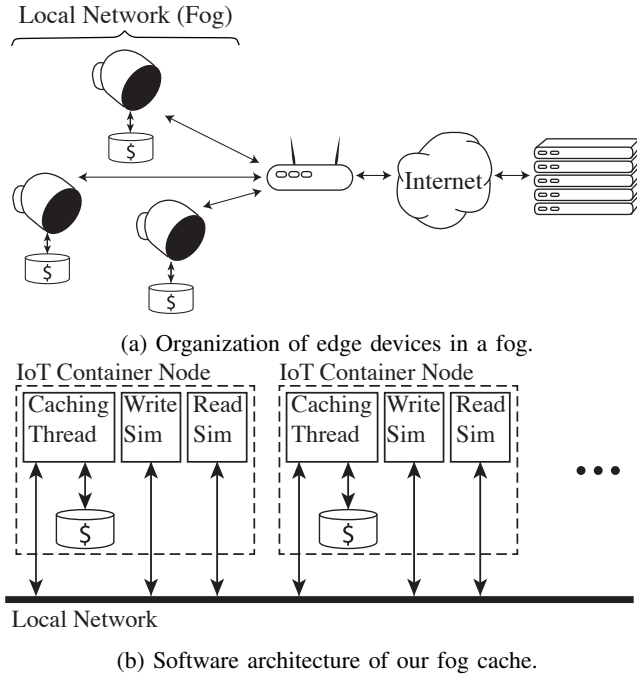 Local Network (Fog)
$
Internet
$
$
(a) Organization of edge devices in a fog.
IoT Container Node
IoT Container Node
Caching Thread
Write Sim
Read Sim
Caching Thread
Write Sim
Read Sim
$
$
Local Network
(b) Software architecture of our fog cache.